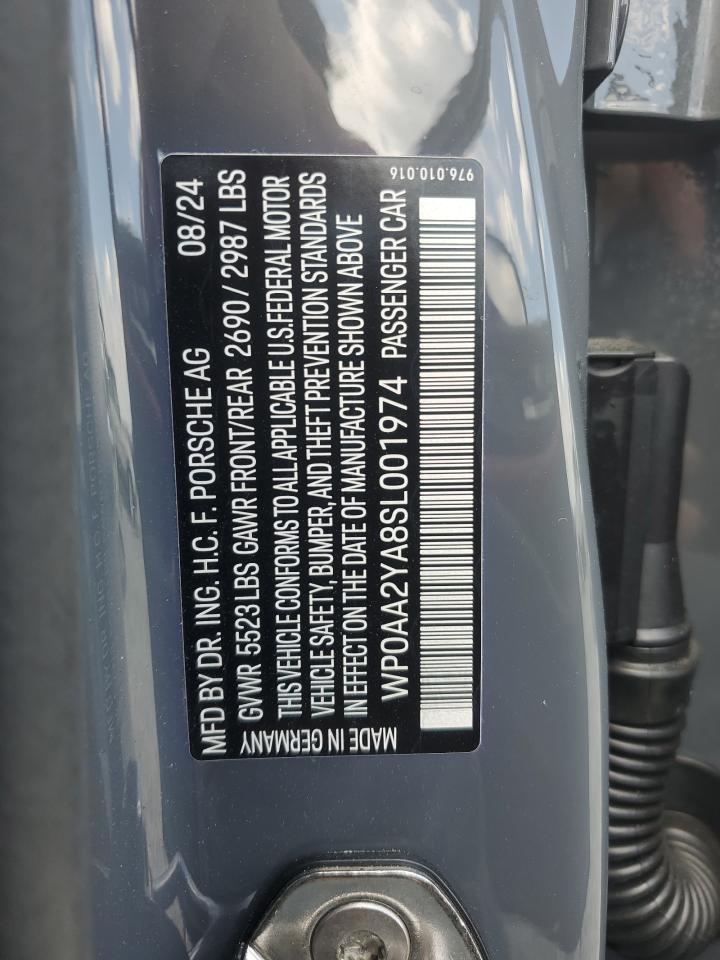 MFD BY DR. ING. H.C. F. PORSCHE AG 08/24
GVWR 5523 LBS GAWR FRONT/REAR 2690 / 2987 LBS
THIS VEHICLE CONFORMS TO ALL APPLICABLE U.S.FEDERAL MOTOR
VEHICLE SAFETY, BUMPER, AND THEFT PREVENTION STANDARDS
IN EFFECT ON THE DATE OF MANUFACTURE SHOWN ABOVE
MADE IN GERMANY 976.010.016
WP0AA2YA8SL001974 PASSENGER CAR